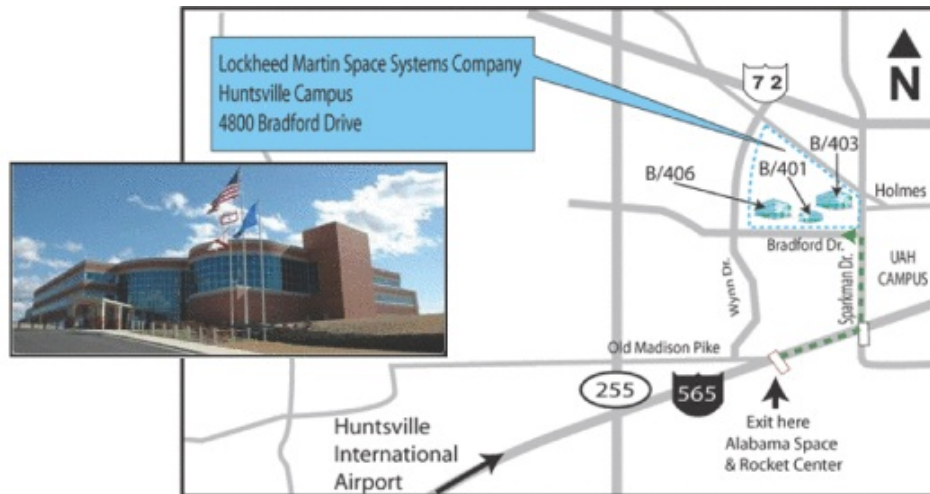 Lockheed Martin Space Systems Company
Huntsville Campus
4800 Bradford Drive
72
N
B/403
B/401
B/406
Holmes
Bradford Dr.
UAH
CAMPUS
Sparkman Dr.
Wynn Dr.
Old Madison Pike
255
565
Exit here
Alabama Space
& Rocket Center
Huntsville
International
Airport